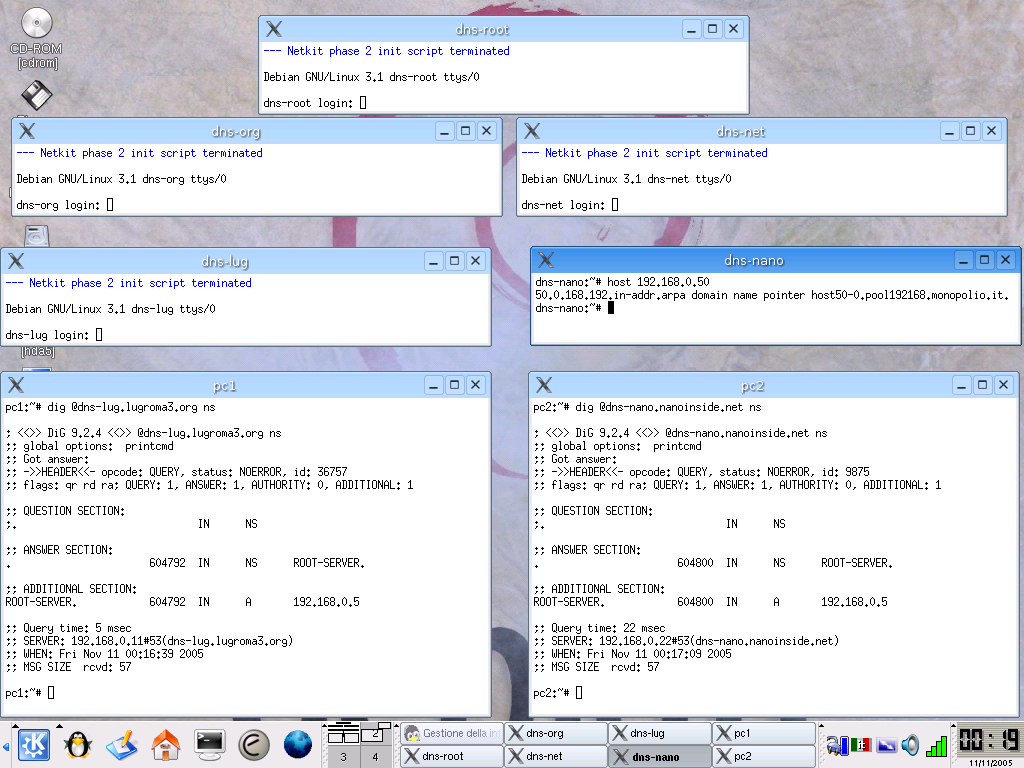 CD-ROM
[cdrom]
dns-root
--- Netkit phase 2 init script terminated
Debian GNU/Linux 3.1 dns-root ttys/0
dns-root login:
dns-org
--- Netkit phase 2 init script terminated
Debian GNU/Linux 3.1 dns-org ttys/0
dns-org login:
dns-net
--- Netkit phase 2 init script terminated
Debian GNU/Linux 3.1 dns-net ttys/0
dns-net login:
dns-lug
--- Netkit phase 2 init script terminated
Debian GNU/Linux 3.1 dns-lug ttys/0
dns-lug login:
dns-nano
dns-nano:~# host 192.168.0.50
50.0.168.192.in-addr.arpa domain name pointer host50-0.pool192168.monopolio.it.
dns-nano:~#
[hda5]
pc1
pc1:~# dig @dns-lug.lugroma3.org ns
; <<>> DiG 9.2.4 <<>> @dns-lug.lugroma3.org ns
;; global options:  printcmd
;; Got answer:
;; ->>HEADER<<- opcode: QUERY, status: NOERROR, id: 36757
;; flags: qr rd ra; QUERY: 1, ANSWER: 1, AUTHORITY: 0, ADDITIONAL: 1
;; QUESTION SECTION:
;. IN NS
;; ANSWER SECTION:
. 604792 IN NS ROOT-SERVER.
;; ADDITIONAL SECTION:
ROOT-SERVER. 604792 IN A 192.168.0.5
;; Query time: 5 msec
;; SERVER: 192.168.0.11#53(dns-lug.lugroma3.org)
;; WHEN: Fri Nov 11 00:16:39 2005
;; MSG SIZE  rcvd: 57
pc1:~#
pc2
pc2:~# dig @dns-nano.nanoinside.net ns
; <<>> DiG 9.2.4 <<>> @dns-nano.nanoinside.net ns
;; global options:  printcmd
;; Got answer:
;; ->>HEADER<<- opcode: QUERY, status: NOERROR, id: 9875
;; flags: qr rd ra; QUERY: 1, ANSWER: 1, AUTHORITY: 0, ADDITIONAL: 1
;; QUESTION SECTION:
;. IN NS
;; ANSWER SECTION:
. 604800 IN NS ROOT-SERVER.
;; ADDITIONAL SECTION:
ROOT-SERVER. 604800 IN A 192.168.0.5
;; Query time: 22 msec
;; SERVER: 192.168.0.22#53(dns-nano.nanoinside.net)
;; WHEN: Fri Nov 11 00:17:09 2005
;; MSG SIZE  rcvd: 57
pc2:~#
2
3 4
Gestione della in
dns-org
dns-lug
pc1
dns-root
dns-net
dns-nano
pc2
00:19
11/11/2005